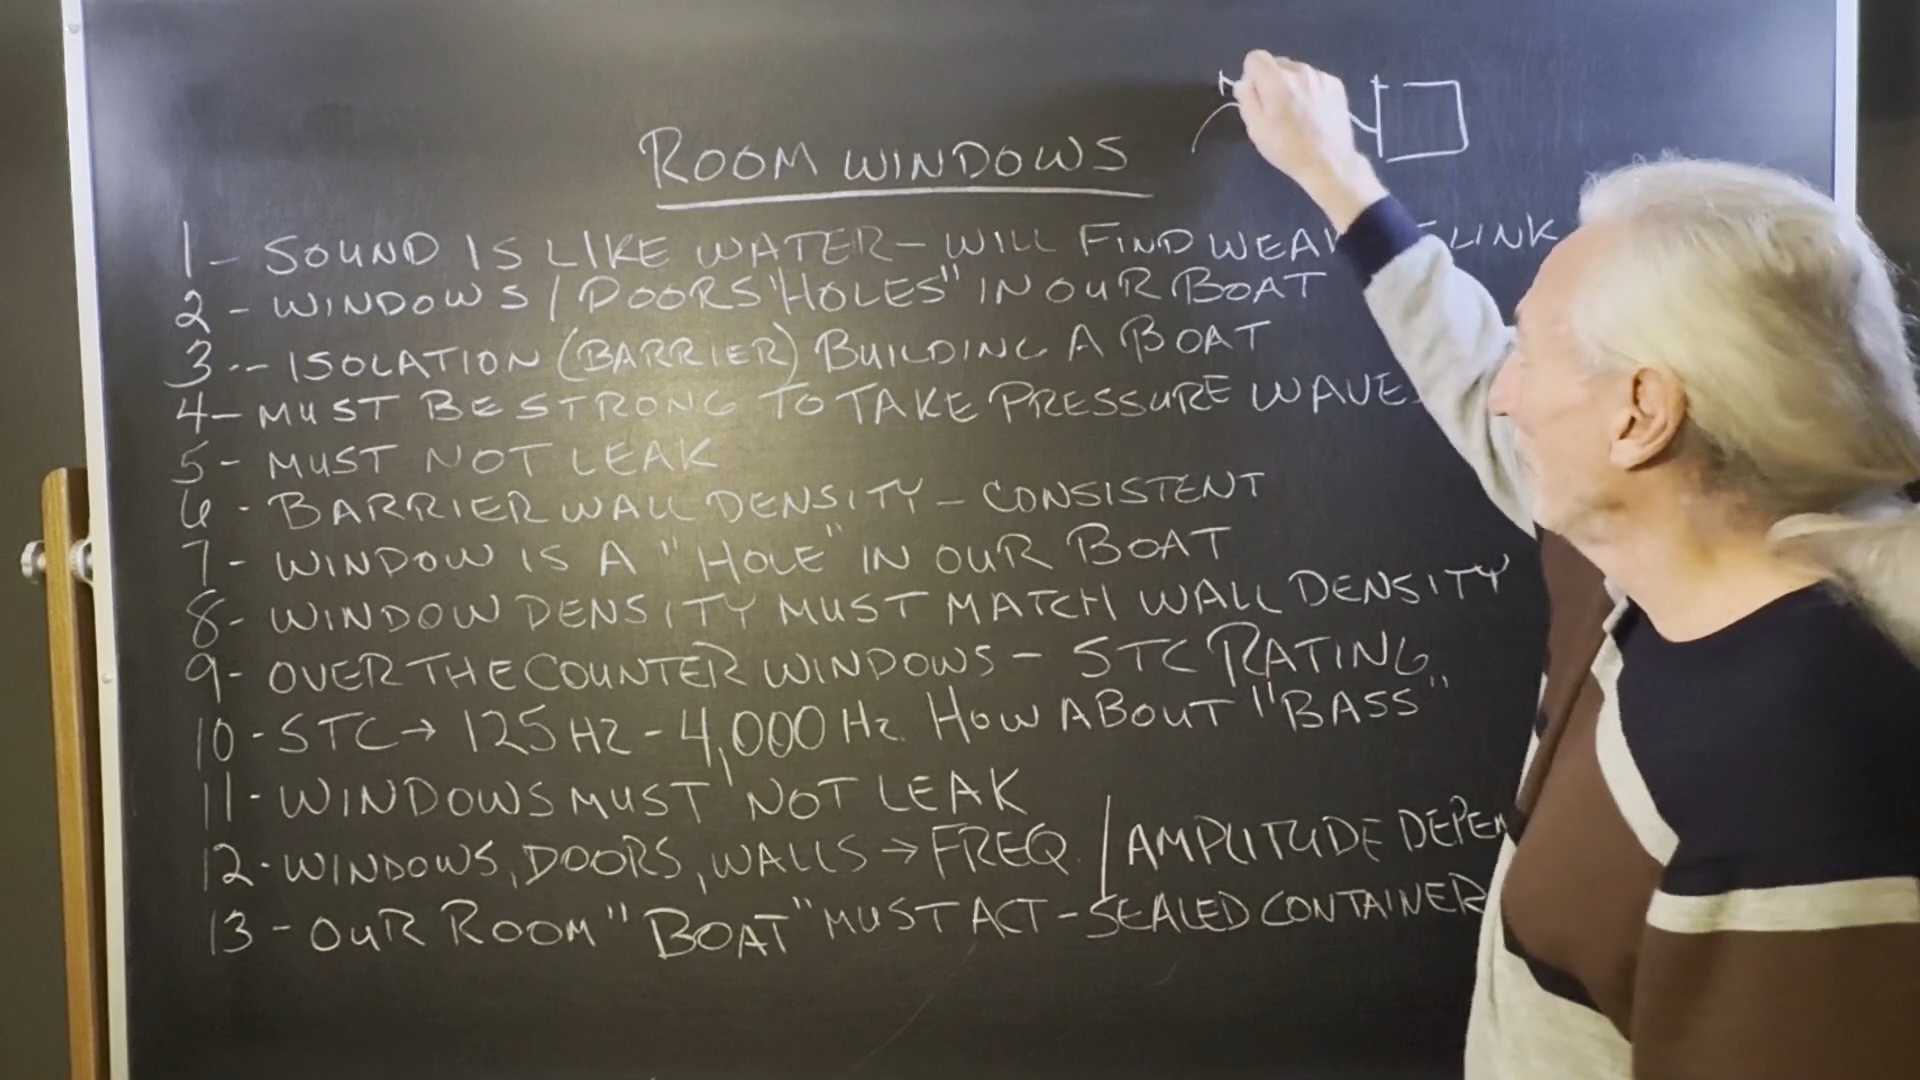 ROOM WINDOWS
1- SOUND IS LIKE WATER- WILL FIND LINK
2- WINDOWS / DOORS "HOLES" IN OUR BOAT
3-- ISOLATION (BARRIER) BUILDING A BOAT
4- MUST BE STRONG TO TAKE PRESSURE WAVES
5- MUST NOT LEAK
6- BARRIER WALL DENSITY - CONSISTENT
7- WINDOW IS A "HOLE" IN OUR BOAT
8- WINDOW DENSITY MUST MATCH WALL DENSITY
9- OVER THE COUNTER WINDOWS - STC RATING
10- STC → 125 HZ - 4,000 HZ. HOW ABOUT "BASS"
11- WINDOWS MUST NOT LEAK
12- WINDOWS, DOORS, WALLS → FREQ. / AMPLITUDE
13- OUR ROOM "BOAT" MUST ACT - SEALED CONTAINER